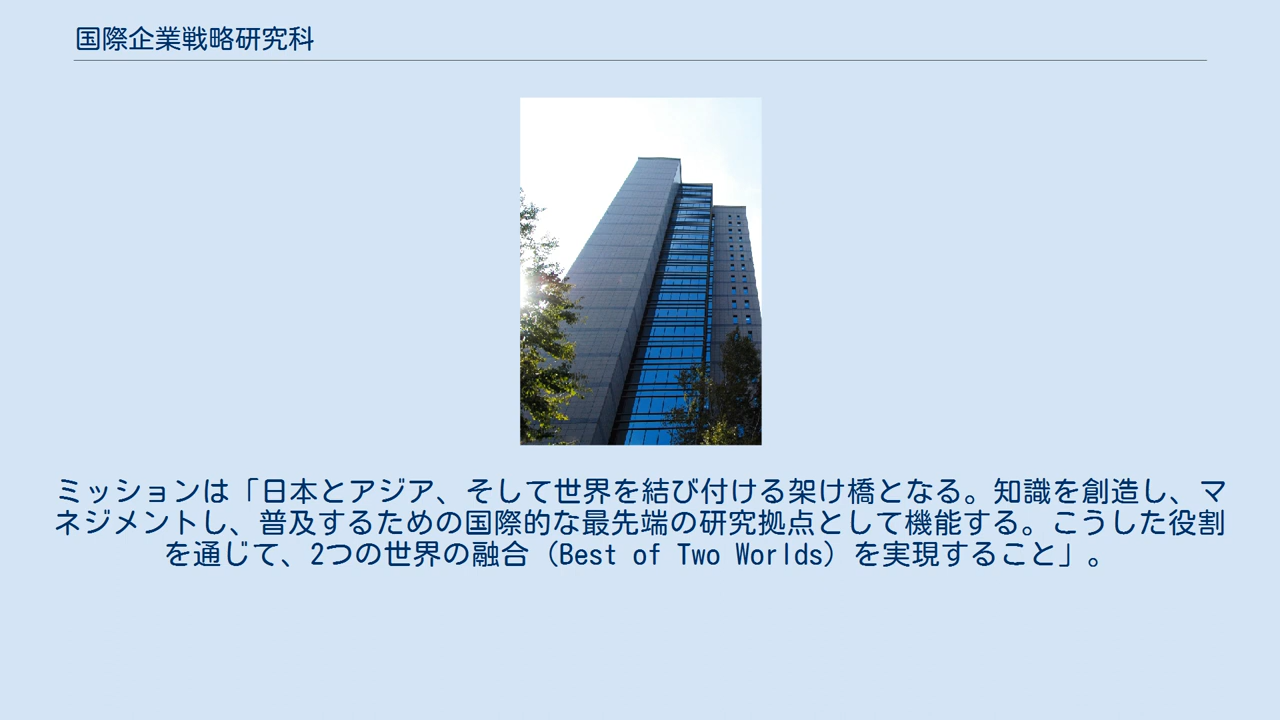 国際企業戦略研究科
ミッションは「日本とアジア、そして世界を結び付ける架け橋となる。知識を創造し、マ
ネジメントし、普及するための国際的な最先端の研究拠点として機能する。こうした役割
を通じて、2つの世界の融合（Best of Two Worlds）を実現すること」。